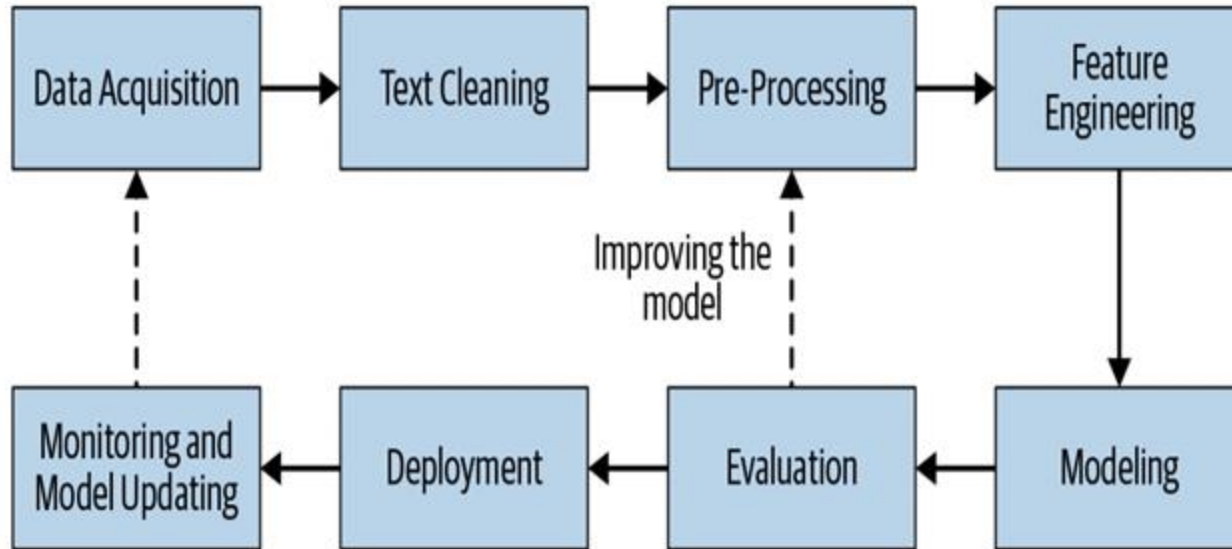 Data Acquisition
Text Cleaning
Pre-Processing
Feature
Engineering
Improving the
model
Monitoring and
Model Updating
Deployment
Evaluation
Modeling